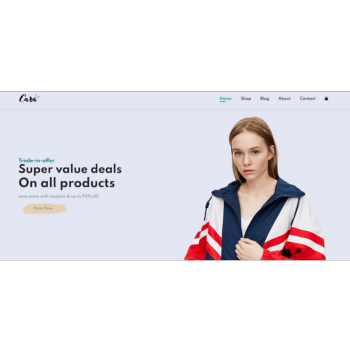 Cara
Home Shop Blog About Contact
Trade-in-offer
Super value deals
On all products
save more with coupons & up to 70% off!
Shop Now